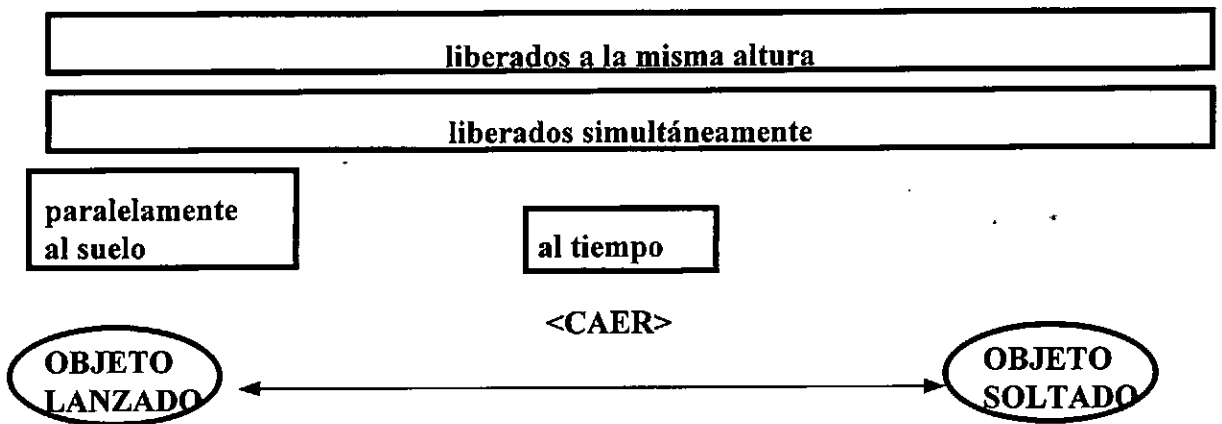 liberados a la misma altura
liberados simultáneamente
paralelamente
al suelo
al tiempo
<CAER>
OBJETO
LANZADO
OBJETO
SOLTADO